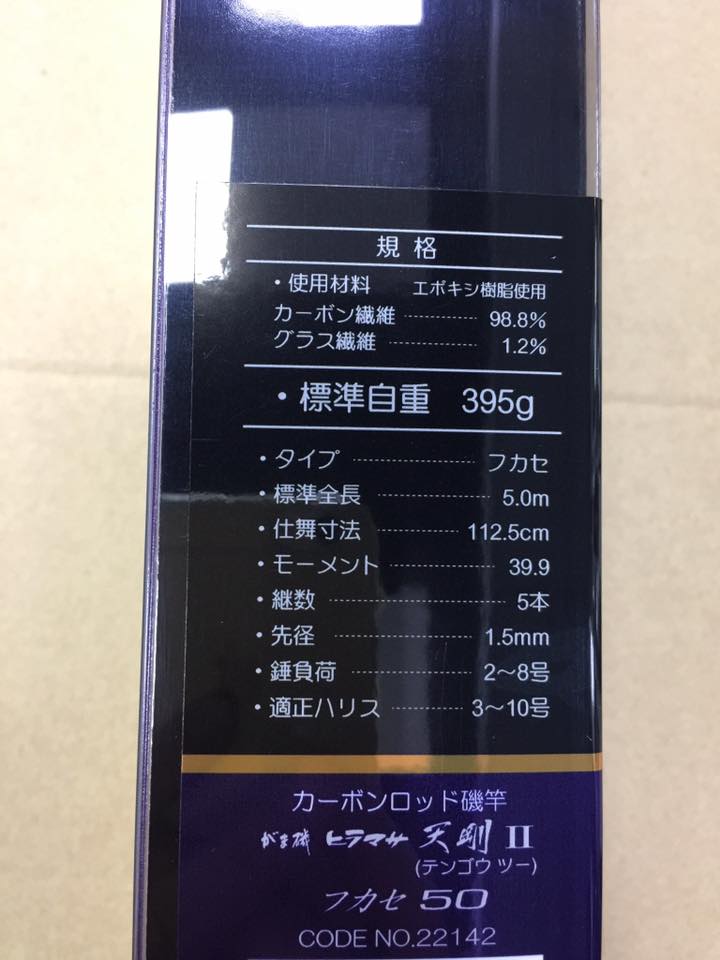 規格
・使用材料 エポキシ樹脂使用
カーボン繊維 98.8%
グラス繊維 1.2%
・標準自重 395g
・タイプ フカセ
・標準全長 5.0m
・仕舞寸法 112.5cm
・モーメント 39.9
・継数 5本
・先径 1.5mm
・錘負荷 2〜8号
・適正ハリス 3〜10号
カーボンロッド磯竿
がま磯 ヒラマサ 天剛 II
(テンゴウ ツー)
フカセ 50
CODE NO.22142